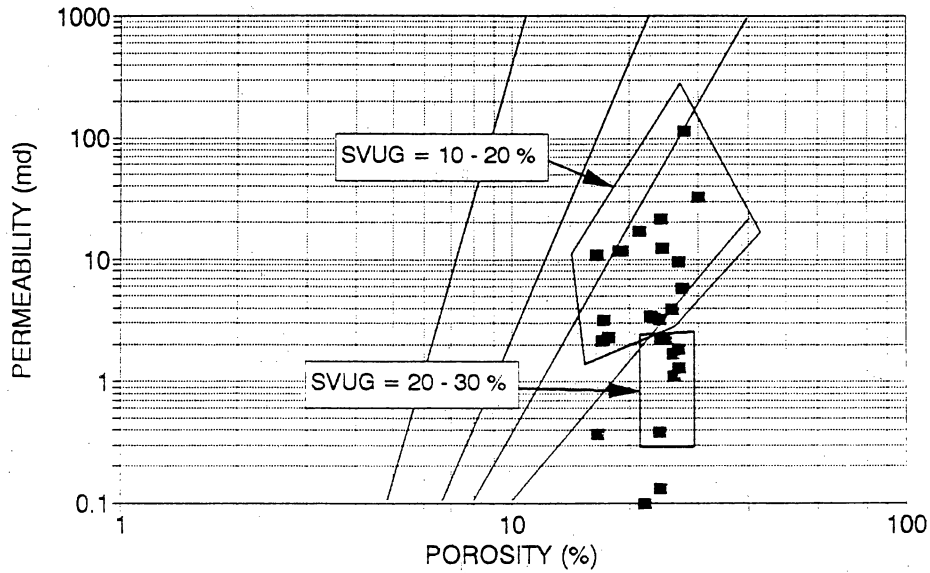 1000
100
10
1
0.1
PERMEABILITY (md)
SVUG = 10 - 20 %
SVUG = 20 - 30 %
1
10
100
POROSITY (%)